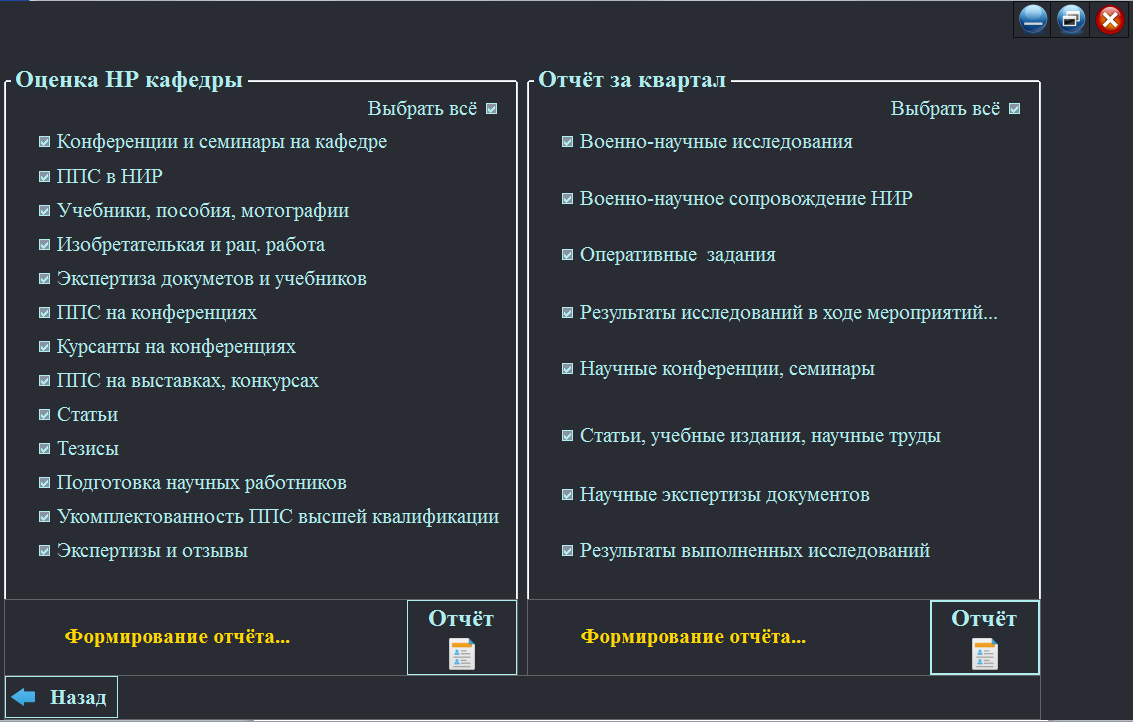 Оценка НР кафедры
Выбрать всё
Конференции и семинары на кафедре
ППС в НИР
Учебники, пособия, мотографии
Изобретателькая и рац. работа
Экспертиза докуметов и учебников
ППС на конференциях
Курсанты на конференциях
ППС на выставках, конкурсах
Статьи
Тезисы
Подготовка научных работников
Укомплектованность ППС высшей квалификации
Экспертизы и отзывы
Формирование отчёта...
Отчёт
Отчёт за квартал
Выбрать всё
Военно-научные исследования
Военно-научное сопровождение НИР
Оперативные  задания
Результаты исследований в ходе мероприятий...
Научные конференции, семинары
Статьи, учебные издания, научные труды
Научные экспертизы документов
Результаты выполненных исследований
Формирование отчёта...
Отчёт
Назад